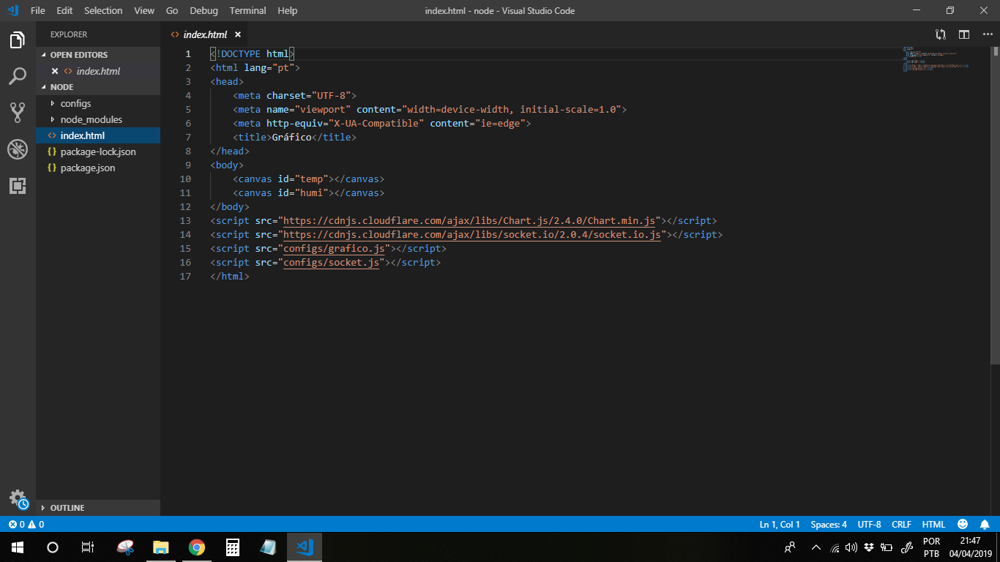 File Edit Selection View Go Debug Terminal Help
index.html - node - Visual Studio Code
EXPLORER
OPEN EDITORS
index.html
NODE
configs
node_modules
index.html
package-lock.json
package.json
OUTLINE
index.html
1 <!DOCTYPE html>
2 <html lang="pt">
3 <head>
4 <meta charset="UTF-8">
5 <meta name="viewport" content="width=device-width, initial-scale=1.0">
6 <meta http-equiv="X-UA-Compatible" content="ie=edge">
7 <title>Gráfico</title>
8 </head>
9 <body>
10 <canvas id="temp"></canvas>
11 <canvas id="humi"></canvas>
12 </body>
13 <script src="https://cdnjs.cloudflare.com/ajax/libs/Chart.js/2.4.0/Chart.min.js"></script>
14 <script src="https://cdnjs.cloudflare.com/ajax/libs/socket.io/2.0.4/socket.io.js"></script>
15 <script src="configs/grafico.js"></script>
16 <script src="configs/socket.js"></script>
17 </html>
0 0
Ln 1, Col 1 Spaces: 4 UTF-8 CRLF HTML
POR 21:47
PTB 04/04/2019